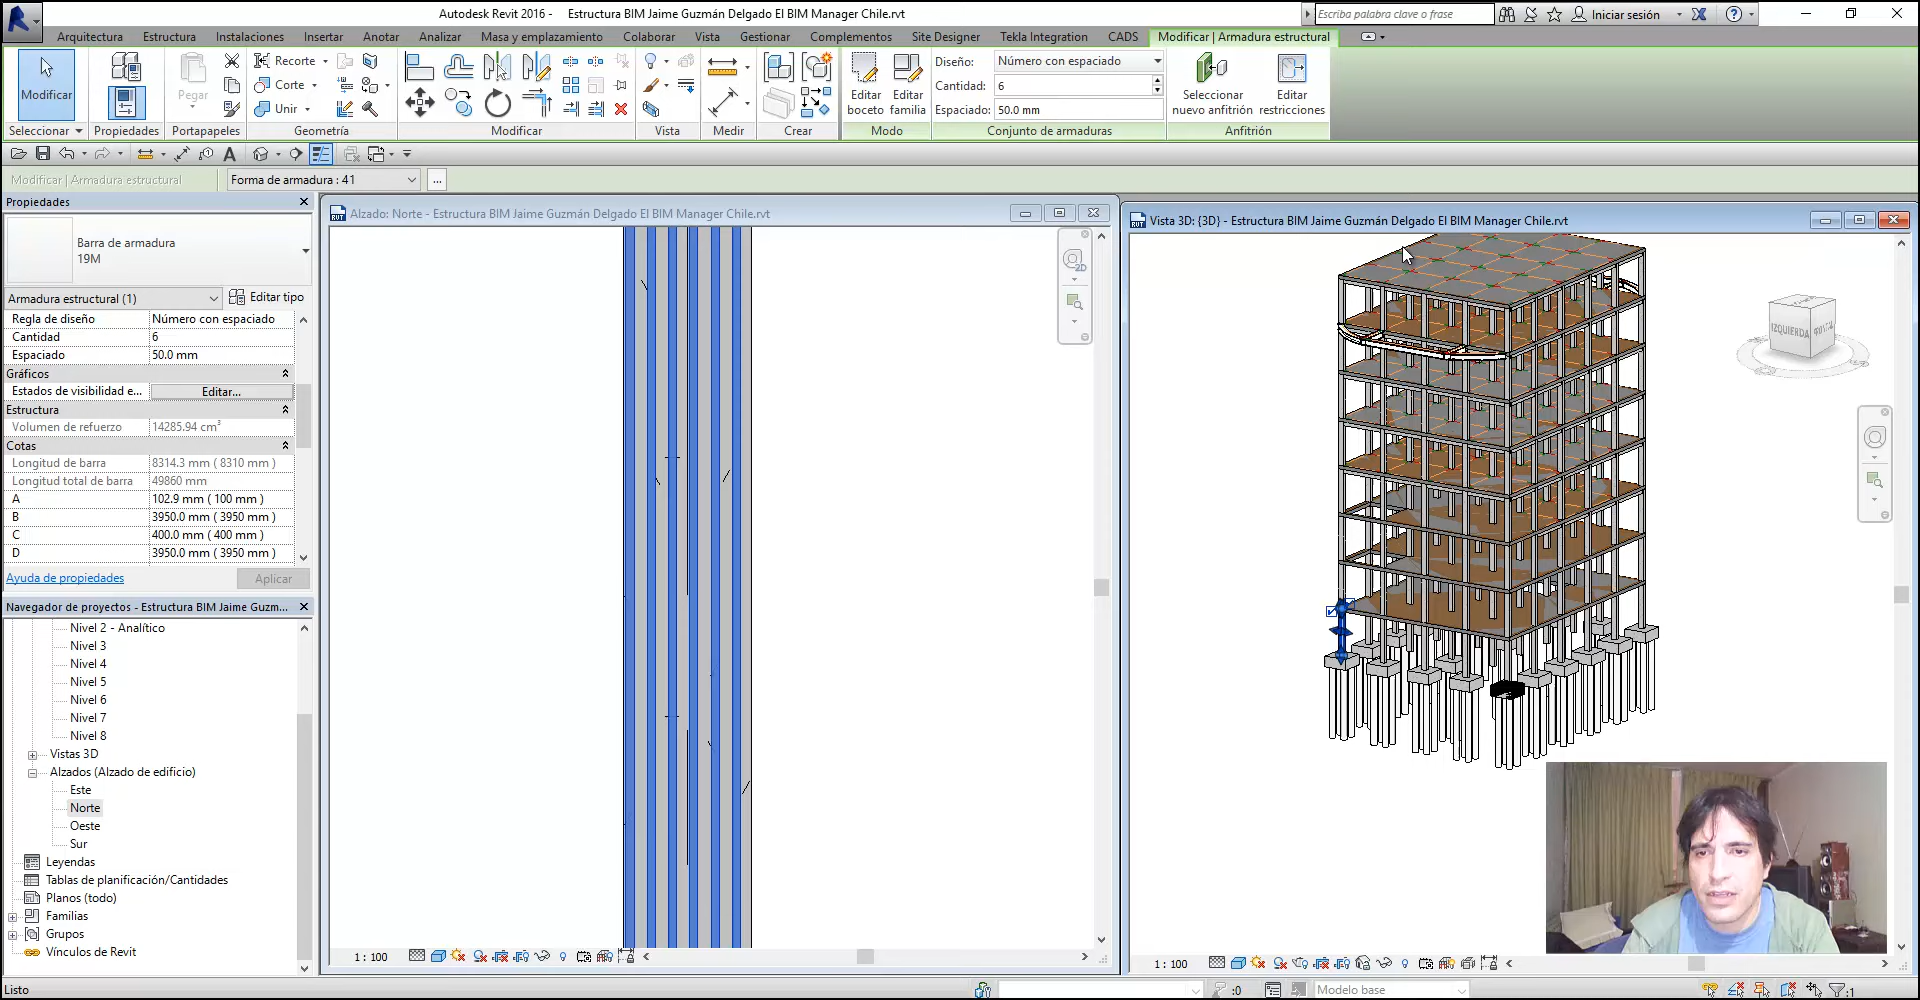 Autodesk Revit 2016 -    Estructura BIM Jaime Guzmán Delgado El BIM Manager Chile.rvt
Escriba palabra clave o frase
Iniciar sesión
Arquitectura Estructura Instalaciones Insertar Anotar Analizar Masa y emplazamiento Colaborar Vista Gestionar Complementos Site Designer Tekla Integration CADS Modificar | Armadura estructural
Modificar
Pegar
Recorte
Corte
Unir
Editar boceto
Editar familia
Diseño: Número con espaciado
Cantidad: 6
Espaciado: 50.0 mm
Seleccionar nuevo anfitrión
Editar restricciones
Seleccionar Propiedades Portapapeles Geometría Modificar Vista Medir Crear Modo Conjunto de armaduras Anfitrión
Modificar | Armadura estructural
Forma de armadura : 41
...
Propiedades
Barra de armadura
19M
Armadura estructural (1)
Editar tipo
Regla de diseño Número con espaciado
Cantidad 6
Espaciado 50.0 mm
Gráficos
Estados de visibilidad e... Editar...
Estructura
Volumen de refuerzo 14285.94 cm³
Cotas
Longitud de barra 8314.3 mm ( 8310 mm )
Longitud total de barra 49860 mm
A 102.9 mm ( 100 mm )
B 3950.0 mm ( 3950 mm )
C 400.0 mm ( 400 mm )
D 3950.0 mm ( 3950 mm )
Ayuda de propiedades
Aplicar
Navegador de proyectos - Estructura BIM Jaime Guzm...
Nivel 2 - Analítico
Nivel 3
Nivel 4
Nivel 5
Nivel 6
Nivel 7
Nivel 8
Vistas 3D
Alzados (Alzado de edificio)
Este
Norte
Oeste
Sur
Leyendas
Tablas de planificación/Cantidades
Planos (todo)
Familias
Grupos
Vínculos de Revit
Listo
Alzado: Norte - Estructura BIM Jaime Guzmán Delgado El BIM Manager Chile.rvt
2D
1 : 100
Vista 3D: {3D} - Estructura BIM Jaime Guzmán Delgado El BIM Manager Chile.rvt
IZQUIERDA
1 : 100
:0
Modelo base
:1